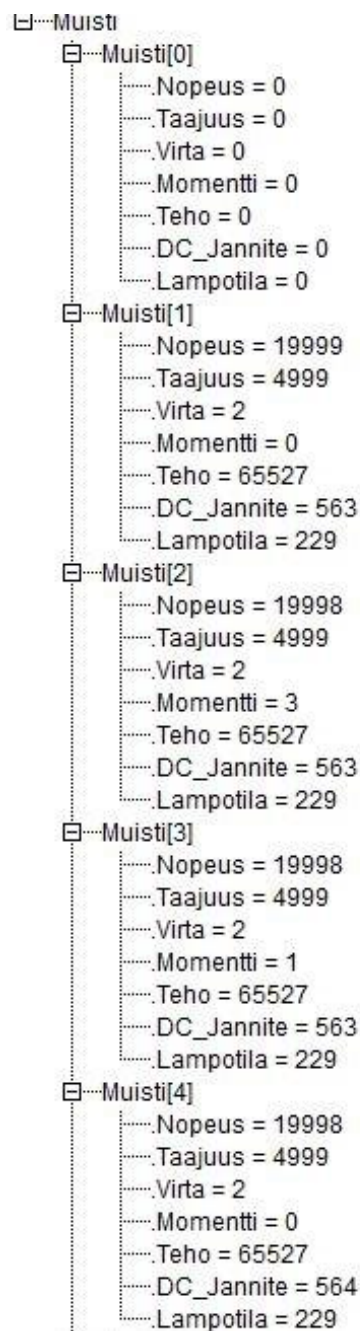 Muisti
Muisti[0]
.Nopeus = 0
.Taajuus = 0
.Virta = 0
.Momentti = 0
.Teho = 0
.DC_Jannite = 0
.Lampotila = 0
Muisti[1]
.Nopeus = 19999
.Taajuus = 4999
.Virta = 2
.Momentti = 0
.Teho = 65527
.DC_Jannite = 563
.Lampotila = 229
Muisti[2]
.Nopeus = 19998
.Taajuus = 4999
.Virta = 2
.Momentti = 3
.Teho = 65527
.DC_Jannite = 563
.Lampotila = 229
Muisti[3]
.Nopeus = 19998
.Taajuus = 4999
.Virta = 2
.Momentti = 1
.Teho = 65527
.DC_Jannite = 563
.Lampotila = 229
Muisti[4]
.Nopeus = 19998
.Taajuus = 4999
.Virta = 2
.Momentti = 0
.Teho = 65527
.DC_Jannite = 564
.Lampotila = 229